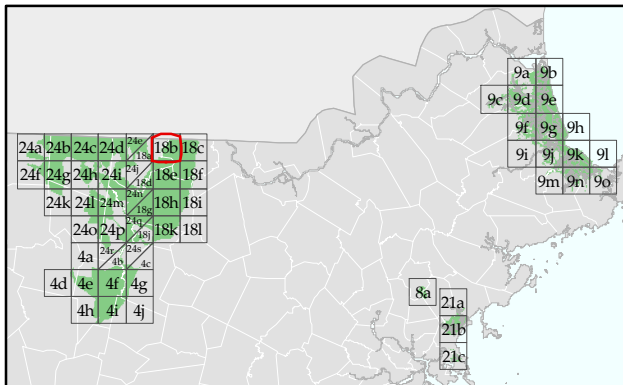 9a 9b
9c 9d 9e
9f 9g 9h
9i 9j 9k 9l
9m 9n 9o
24a 24b 24c 24d 24e 18a 18b 18c
24f 24g 24h 24i 24j 18d 18e 18f
24k 24l 24m 24n 18g 18h 18i
24o 24p 24q 18j 18k 18l
4a 24r 4b 24s 4c
4d 4e 4f 4g
4h 4i 4j
8a 21a
21b
21c